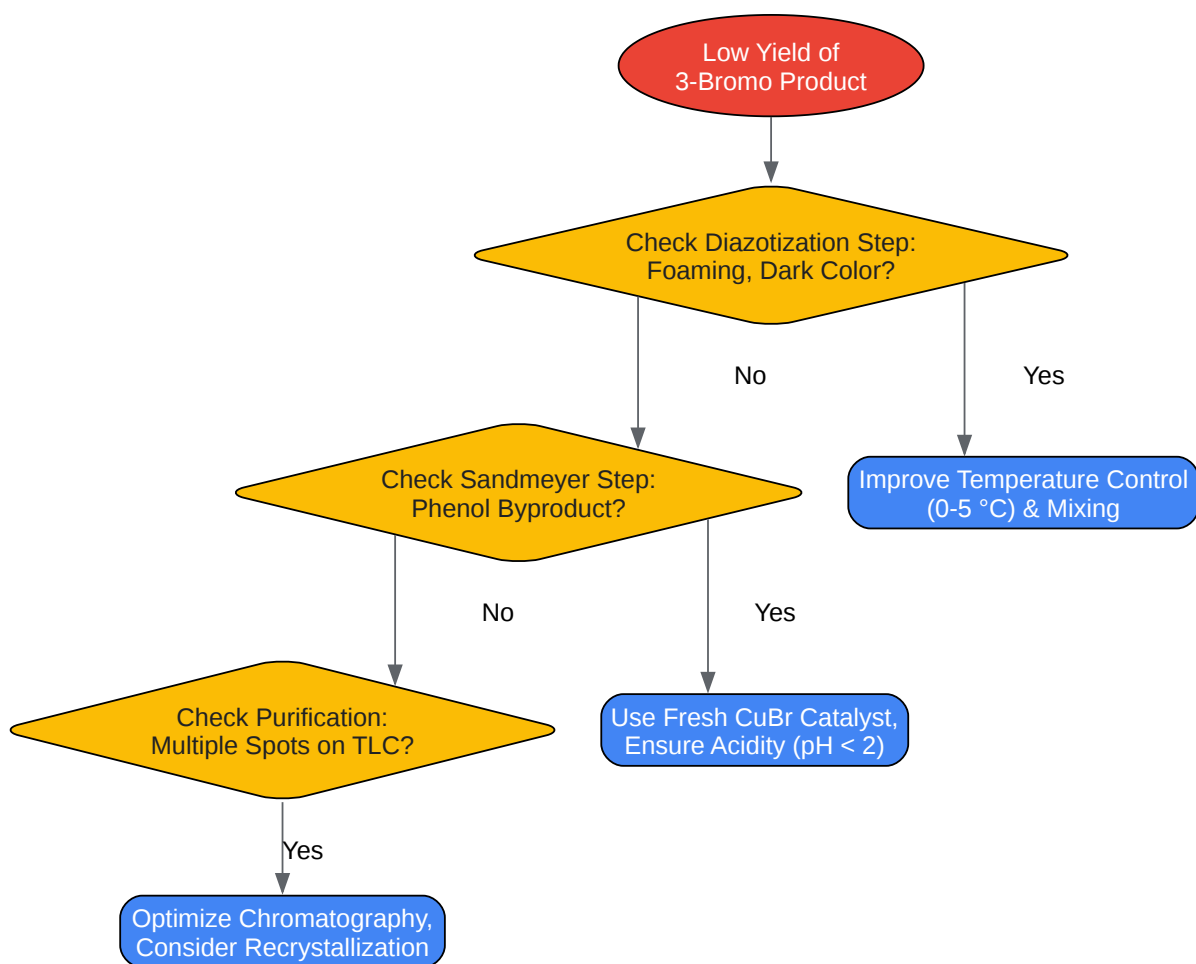 Low Yield of
3-Bromo Product
Check Diazotization Step:
Foaming, Dark Color?
No
Yes
Check Sandmeyer Step:
Phenol Byproduct?
Improve Temperature Control
(0-5 °C) & Mixing
No
Yes
Check Purification:
Multiple Spots on TLC?
Use Fresh CuBr Catalyst,
Ensure Acidity (pH < 2)
Yes
Optimize Chromatography,
Consider Recrystallization